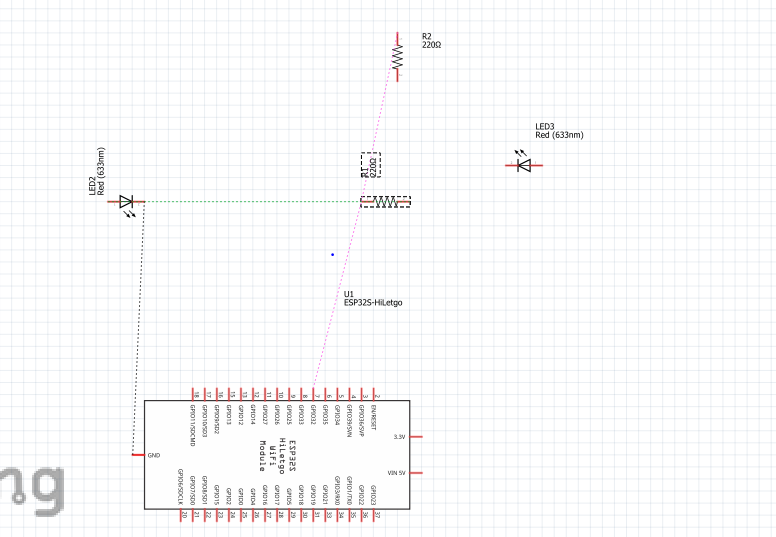 R2
220Ω
LED3
Red (633nm)
LED2
Red (633nm)
R1
220Ω
U1
ESP32S-HiLetgo
18 17 16 15 13 12 11 10 9 8 7 6 5 4 3 2
GPIO11/SDCMD
GPIO10/SD3
GPIO9/SD2
GPIO13
GPIO12
GPIO14
GPIO27
GPIO26
GPIO25
GPIO33
GPIO32
GPIO35
GPIO34
GPIO39/SVN
GPIO36/SVP
EN/RESET
ESP32S
HiLetgo
WiFi
Module
3.3V
GND
VIN 5V
GPIO6/SDCLK
GPIO7/SD0
GPIO8/SD1
GPIO15
GPIO2
GPIO0
GPIO4
GPIO16
GPIO17
GPIO5
GPIO18
GPIO19
GPIO21
GPIO3/RX0
GPIO1/TX0
GPIO22
GPIO23
20 21 22 23 24 25 26 27 28 29 30 31 33 34 35 36 37
ng